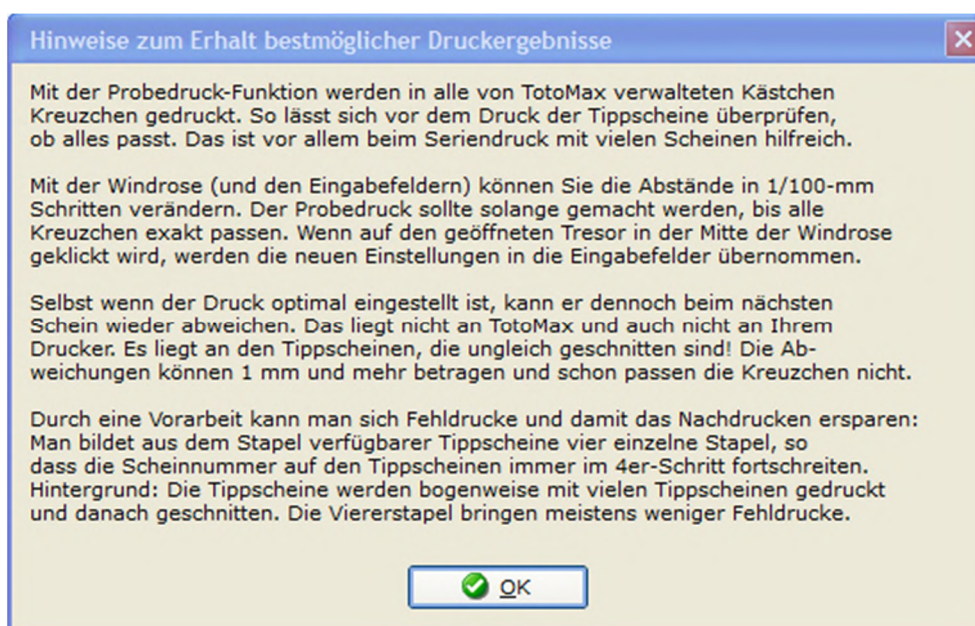 Hinweise zum Erhalt bestmöglicher Druckergebnisse
Mit der Probedruck-Funktion werden in alle von TotoMax verwalteten Kästchen
Kreuzchen gedruckt. So lässt sich vor dem Druck der Tippscheine überprüfen,
ob alles passt. Das ist vor allem beim Seriendruck mit vielen Scheinen hilfreich.
Mit der Windrose (und den Eingabefeldern) können Sie die Abstände in 1/100-mm
Schritten verändern. Der Probedruck sollte solange gemacht werden, bis alle
Kreuzchen exakt passen. Wenn auf den geöffneten Tresor in der Mitte der Windrose
geklickt wird, werden die neuen Einstellungen in die Eingabefelder übernommen.
Selbst wenn der Druck optimal eingestellt ist, kann er dennoch beim nächsten
Schein wieder abweichen. Das liegt nicht an TotoMax und auch nicht an Ihrem
Drucker. Es liegt an den Tippscheinen, die ungleich geschnitten sind! Die Ab-
weichungen können 1 mm und mehr betragen und schon passen die Kreuzchen nicht.
Durch eine Vorarbeit kann man sich Fehldrucke und damit das Nachdrucken ersparen:
Man bildet aus dem Stapel verfügbarer Tippscheine vier einzelne Stapel, so
dass die Scheinnummer auf den Tippscheinen immer im 4er-Schritt fortschreiten.
Hintergrund: Die Tippscheine werden bogenweise mit vielen Tippscheinen gedruckt
und danach geschnitten. Die Viererstapel bringen meistens weniger Fehldrucke.
OK